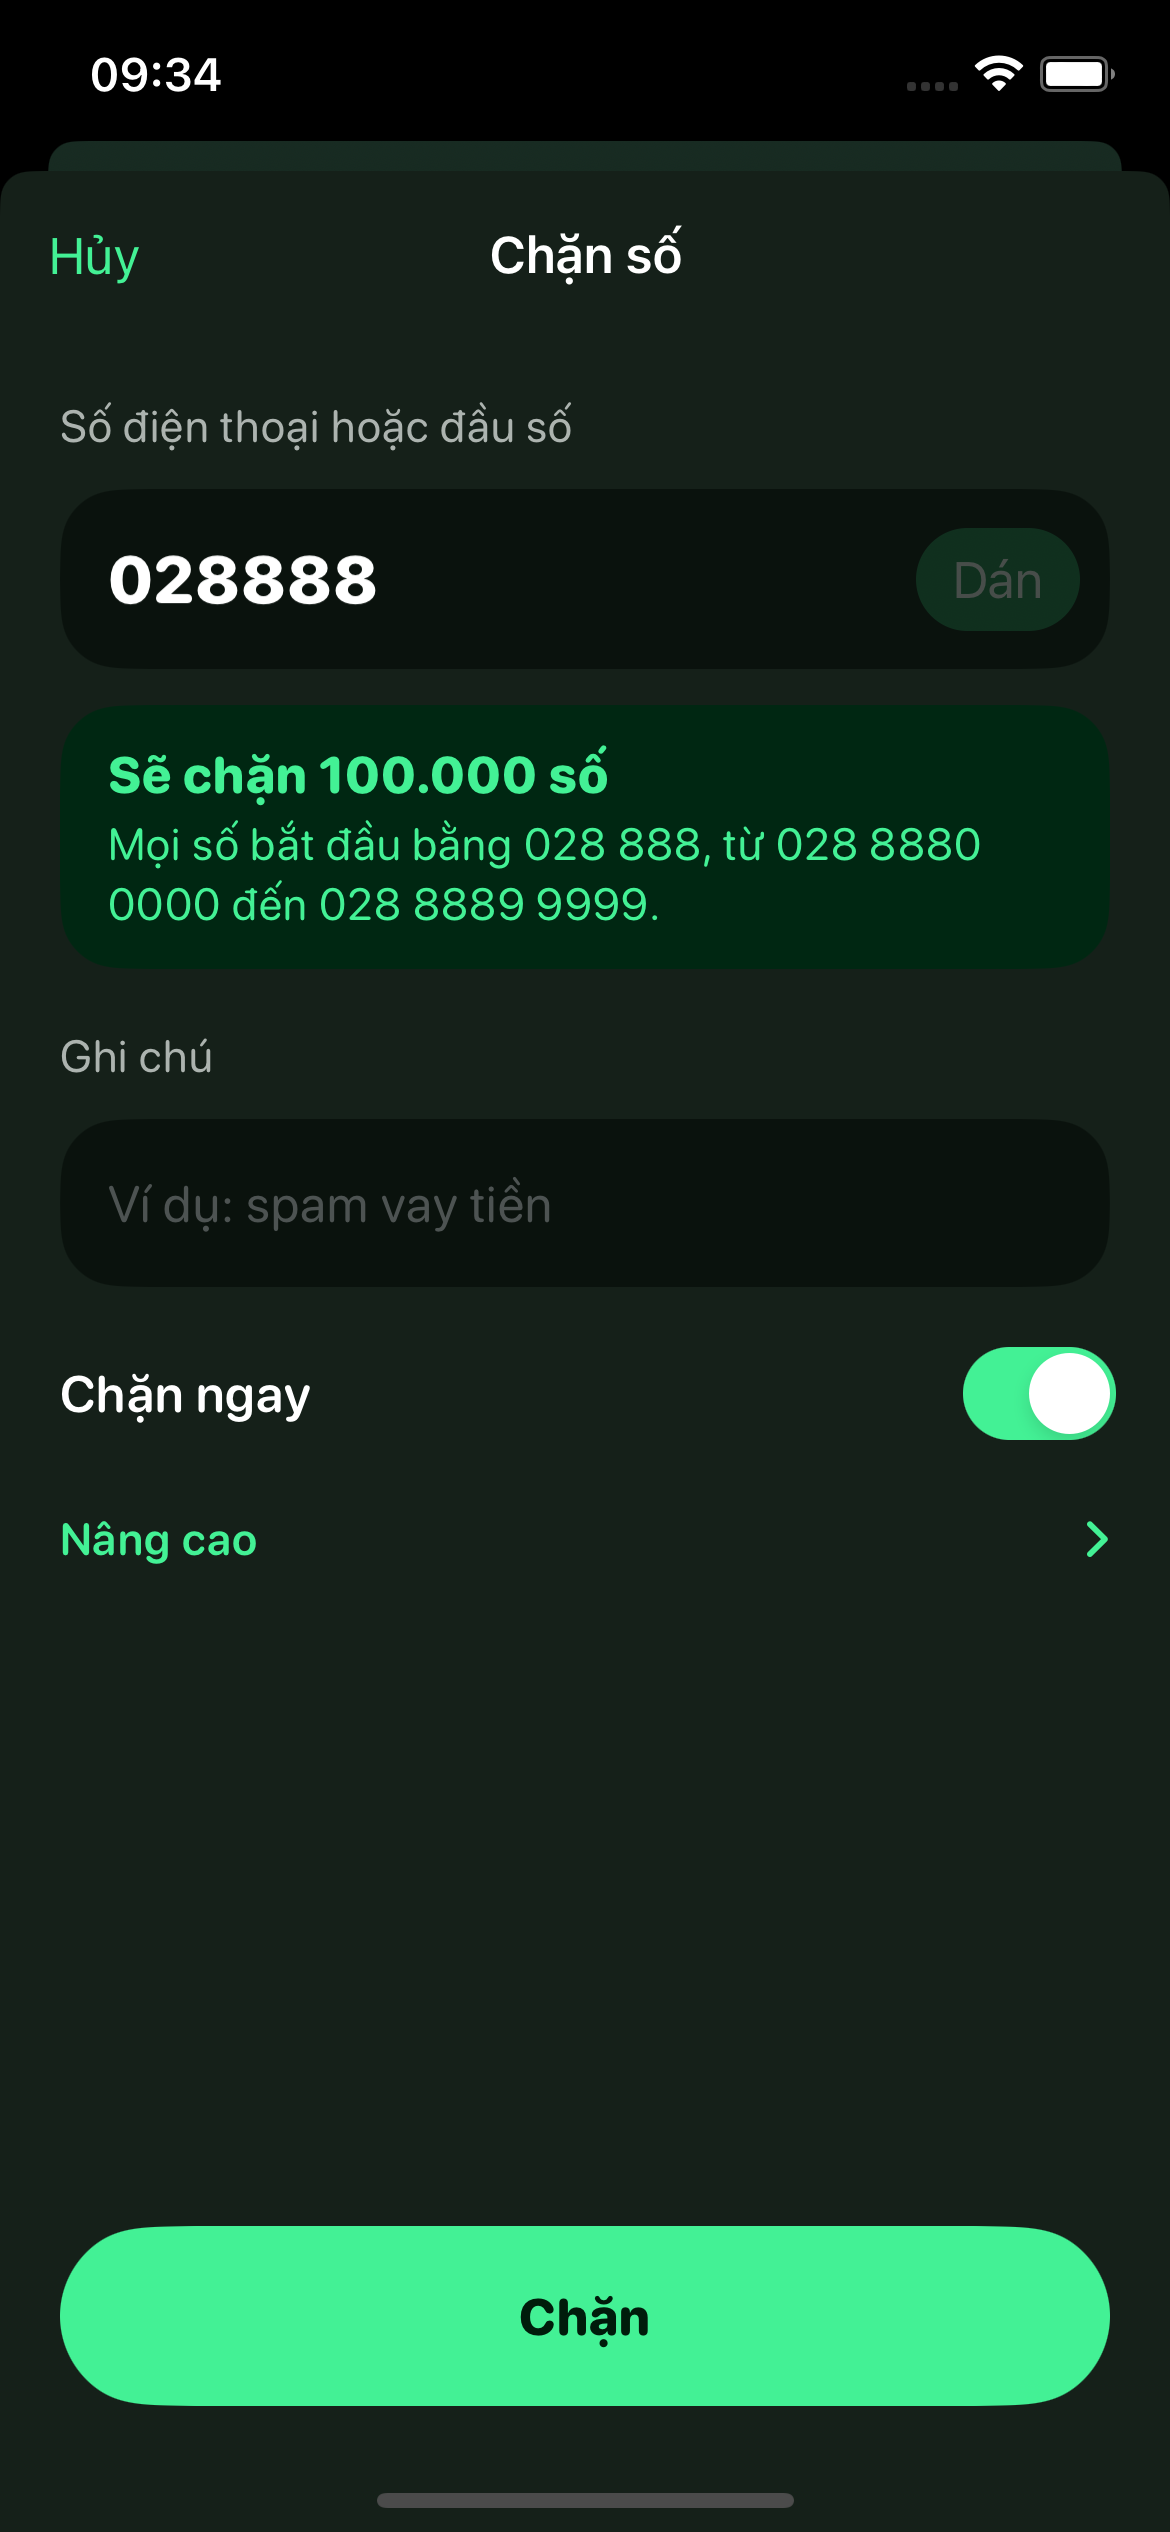 09:34
Hủy
Chặn số
Số điện thoại hoặc đầu số
028888
Dán
Sẽ chặn 100.000 số
Mọi số bắt đầu bằng 028 888, từ 028 8880
0000 đến 028 8889 9999.
Ghi chú
Ví dụ: spam vay tiền
Chặn ngay
Nâng cao
Chặn